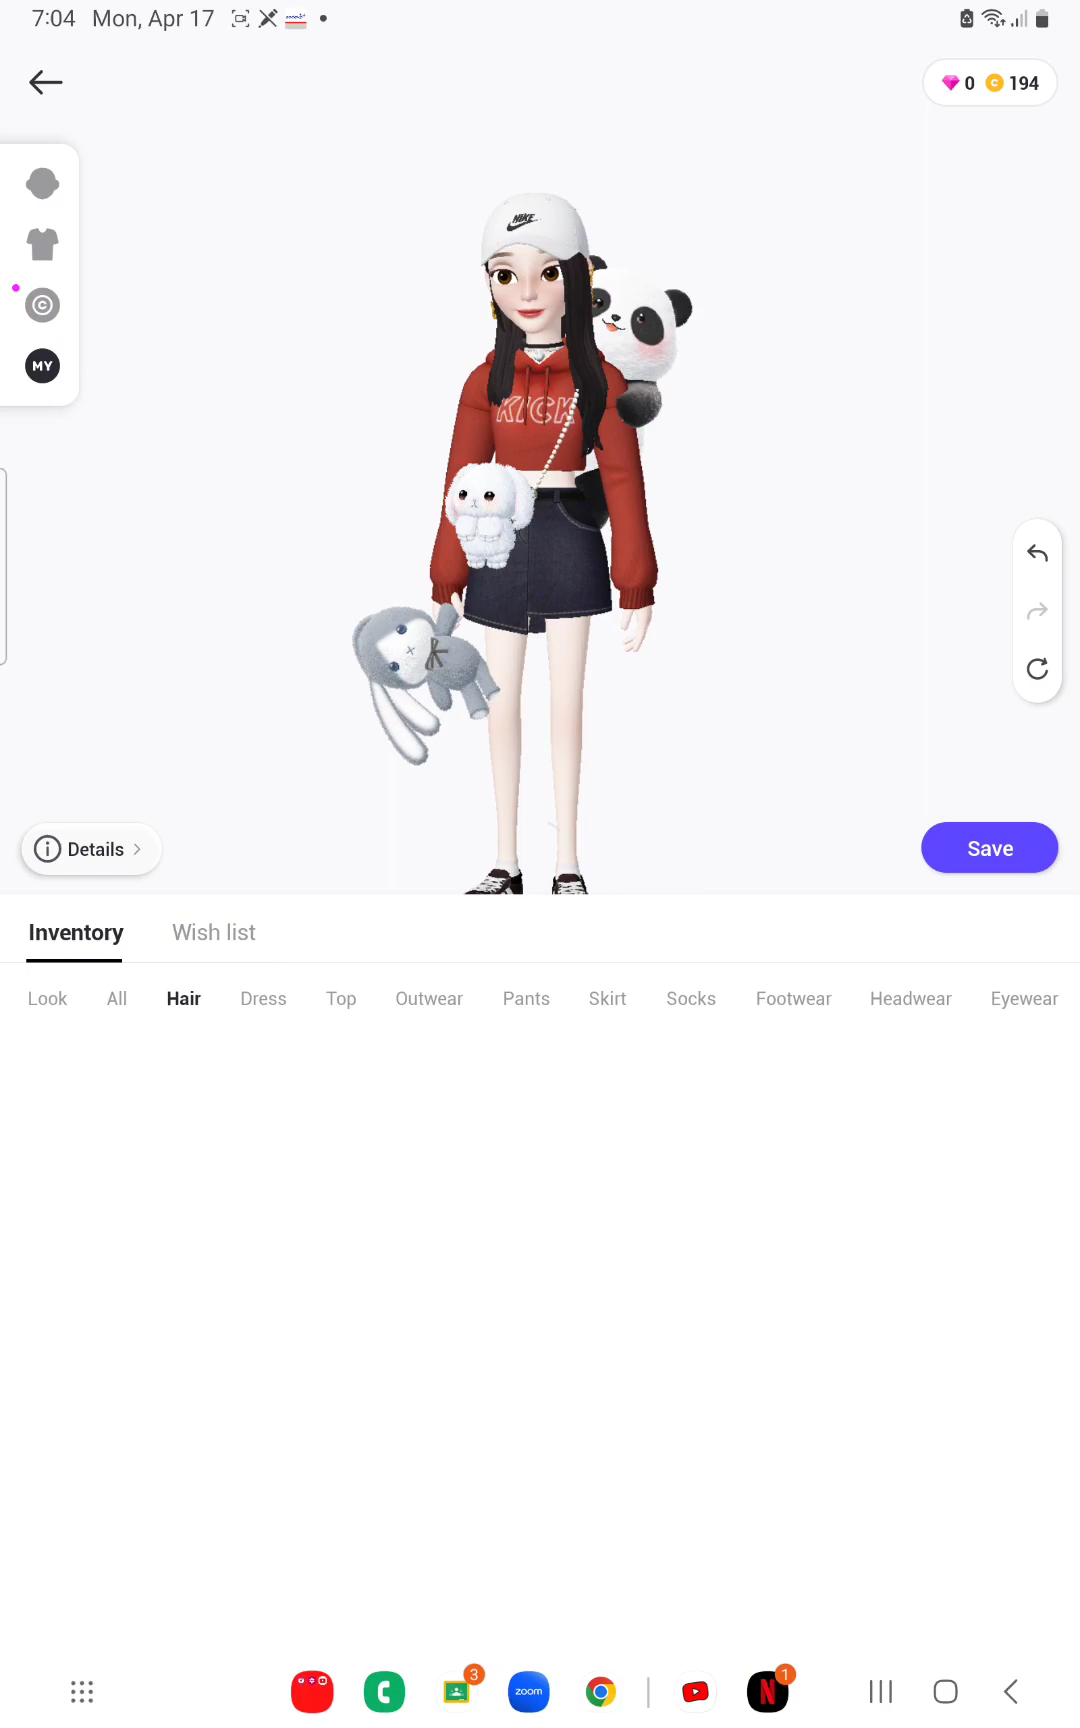 7:04 Mon, Apr 17
0 C 194
C
MY
NIKE
KICK
Details
Save
Inventory Wish list
Look All Hair Dress Top Outwear Pants Skirt Socks Footwear Headwear Eyewear
3 zoom N 1